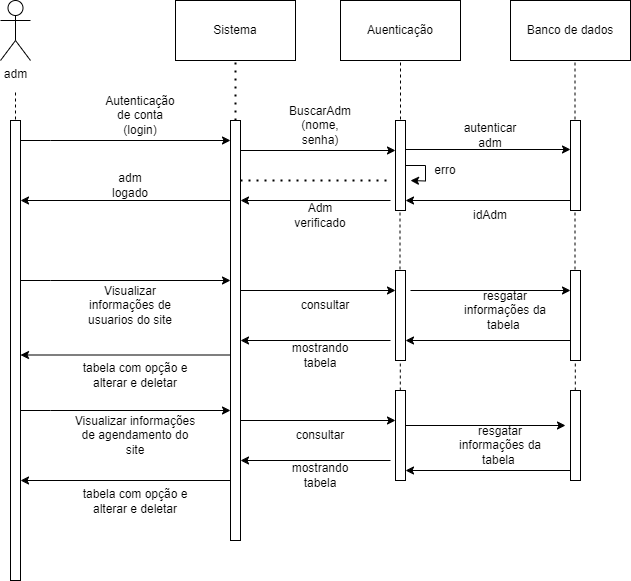 Sistema
Auenticação
Banco de dados
adm
Autenticação
de conta
(login)
BuscarAdm
(nome,
senha)
autenticar
adm
erro
adm
logado
Adm
verificado
idAdm
Visualizar
informações de
usuarios do site
consultar
resgatar
informações da
tabela
mostrando
tabela
tabela com opção e
alterar e deletar
Visualizar informações
de agendamento do
site
consultar
resgatar
informações da
tabela
mostrando
tabela
tabela com opção e
alterar e deletar